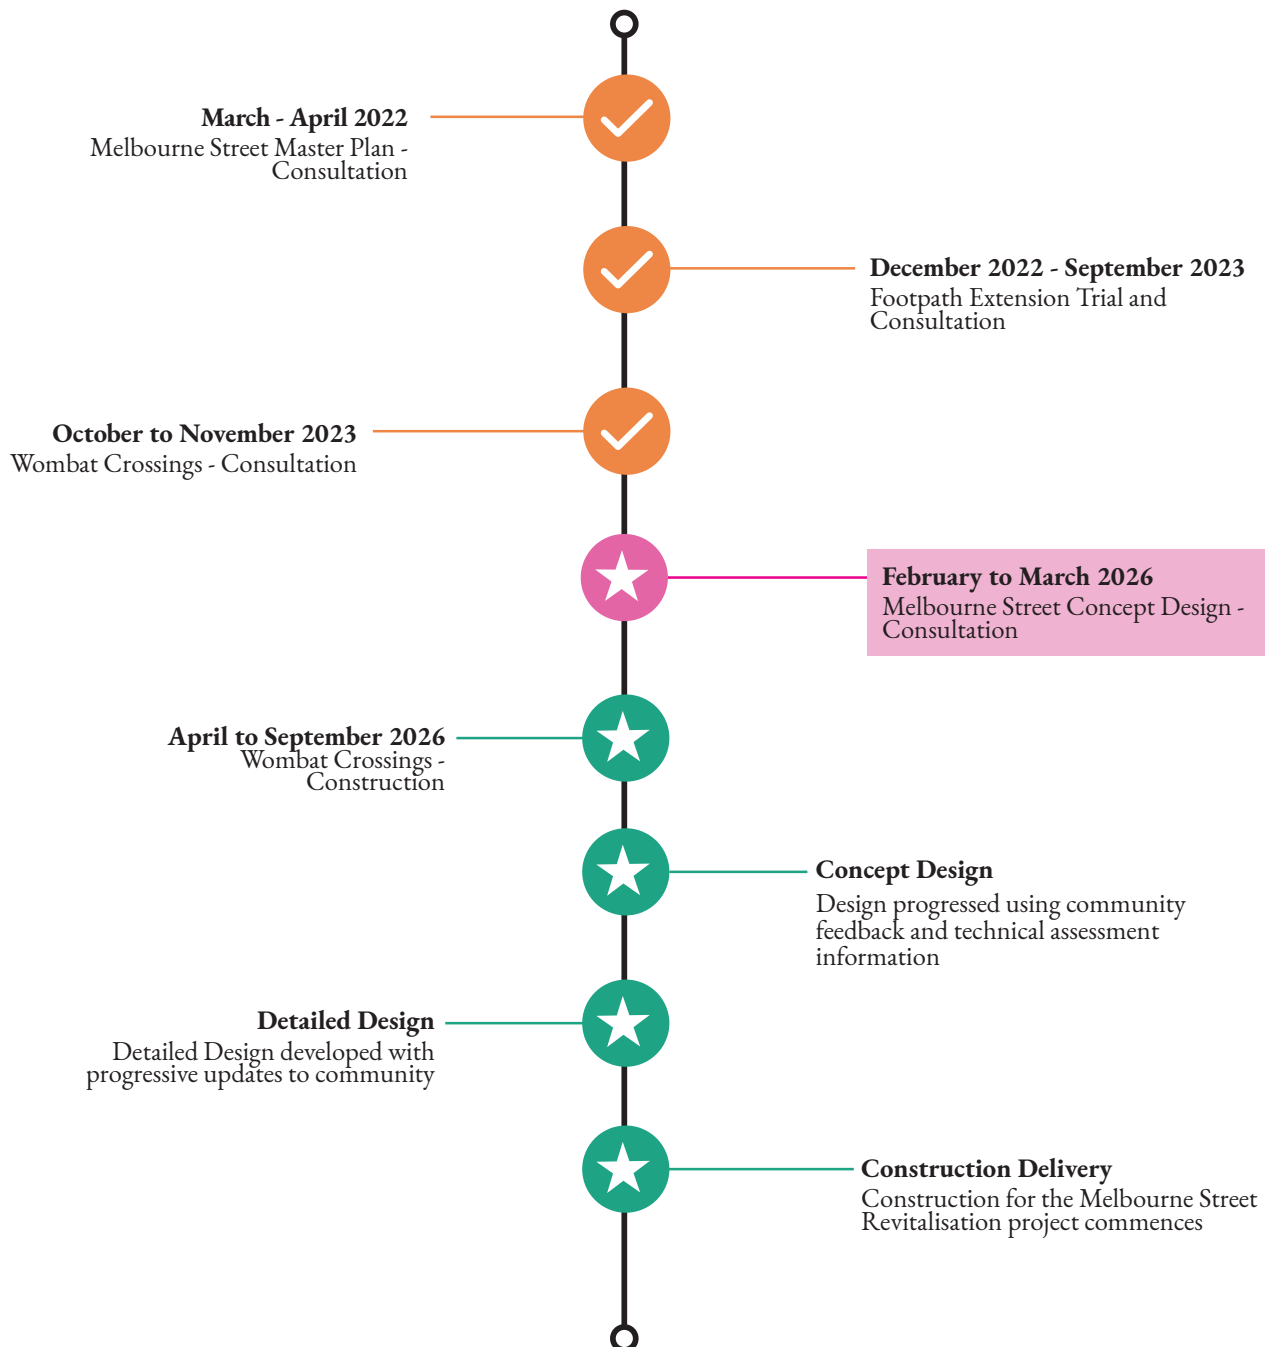 March - April 2022
Melbourne Street Master Plan -
Consultation
December 2022 - September 2023
Footpath Extension Trial and
Consultation
October to November 2023
Wombat Crossings - Consultation
February to March 2026
Melbourne Street Concept Design -
Consultation
April to September 2026
Wombat Crossings -
Construction
Concept Design
Design progressed using community
feedback and technical assessment
information
Detailed Design
Detailed Design developed with
progressive updates to community
Construction Delivery
Construction for the Melbourne Street
Revitalisation project commences